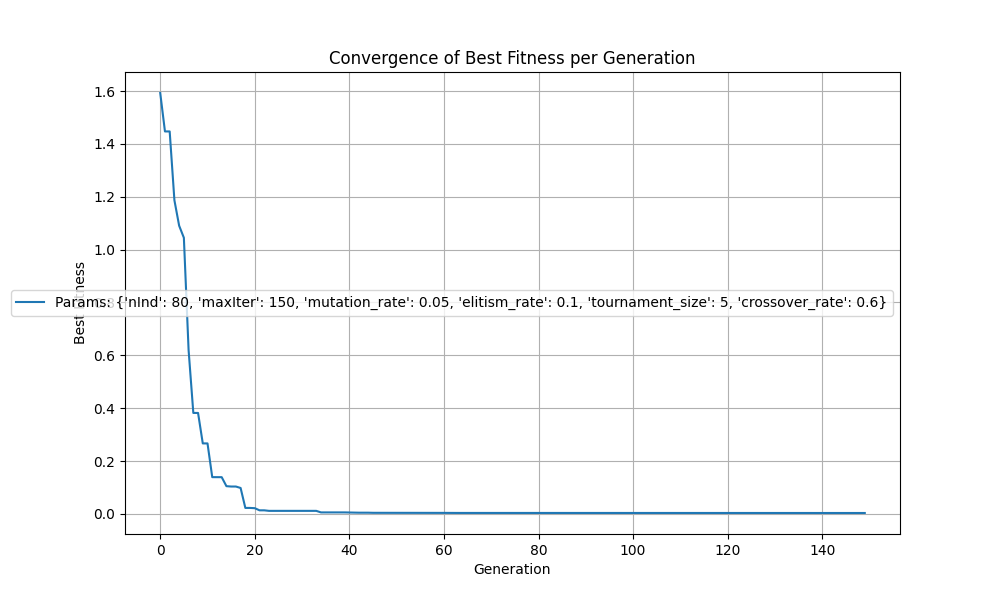 Convergence of Best Fitness per Generation
1.6
1.4
1.2
1.0
Params: {'nInd': 80, 'maxIter': 150, 'mutation_rate': 0.05, 'elitism_rate': 0.1, 'tournament_size': 5, 'crossover_rate': 0.6}
0.6
0.4
0.2
0.0
0 20 40 60 80 100 120 140
Generation